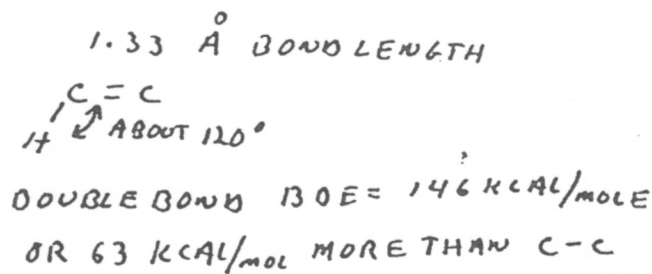 1.33 Å BOND LENGTH
C = C
H ABOUT 120°
?
DOUBLE BOND BDE = 146 KCAL/MOLE
OR 63 KCAL/MOL MORE THAN C-C